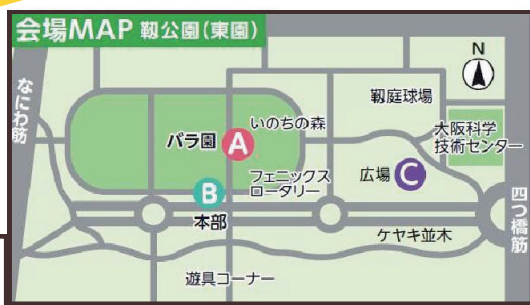 会場MAP 靱公園(東園)
N
なにわ筋
靱庭球場
いのちの森
大阪科学
技術センター
バラ園
A
フェニックス
ロータリー
広場
C
B
四つ橋筋
本部
ケヤキ並木
遊具コーナー